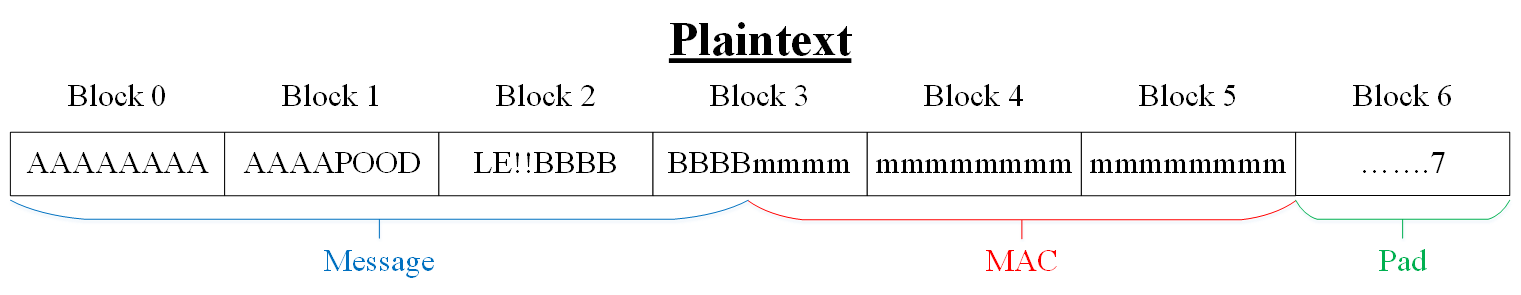 Plaintext
Block 0 Block 1 Block 2 Block 3 Block 4 Block 5 Block 6
AAAAAAAA AAAAPOOD LE!!BBBB BBBBmmmm mmmmmmmm mmmmmmmm …….7
Message MAC Pad